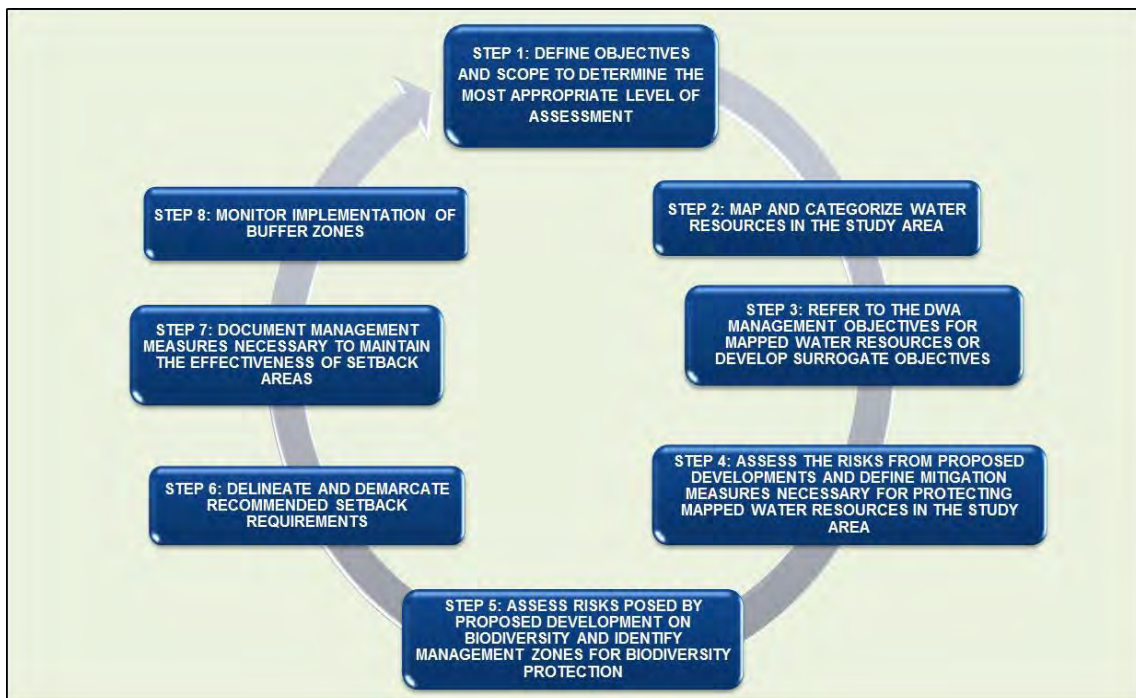 STEP 1: DEFINE OBJECTIVES
AND SCOPE TO DETERMINE THE
MOST APPROPRIATE LEVEL OF
ASSESSMENT
STEP 2: MAP AND CATEGORIZE WATER
RESOURCES IN THE STUDY AREA
STEP 3: REFER TO THE DWA
MANAGEMENT OBJECTIVES FOR
MAPPED WATER RESOURCES OR
DEVELOP SURROGATE OBJECTIVES
STEP 4: ASSESS THE RISKS FROM PROPOSED
DEVELOPMENTS AND DEFINE MITIGATION
MEASURES NECESSARY FOR PROTECTING
MAPPED WATER RESOURCES IN THE STUDY
AREA
STEP 5: ASSESS RISKS POSED BY
PROPOSED DEVELOPMENT ON
BIODIVERSITY AND IDENTIFY
MANAGEMENT ZONES FOR BIODIVERSITY
PROTECTION
STEP 6: DELINEATE AND DEMARCATE
RECOMMENDED SETBACK
REQUIREMENTS
STEP 7: DOCUMENT MANAGEMENT
MEASURES NECESSARY TO MAINTAIN
THE EFFECTIVENESS OF SETBACK
AREAS
STEP 8: MONITOR IMPLEMENTATION OF
BUFFER ZONES